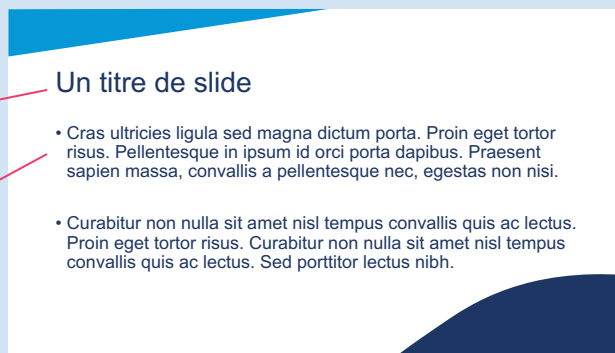 Un titre de slide
• Cras ultricies ligula sed magna dictum porta. Proin eget tortor
risus. Pellentesque in ipsum id orci porta dapibus. Praesent
sapien massa, convallis a pellentesque nec, egestas non nisi.
• Curabitur non nulla sit amet nisl tempus convallis quis ac lectus.
Proin eget tortor risus. Curabitur non nulla sit amet nisl tempus
convallis quis ac lectus. Sed porttitor lectus nibh.